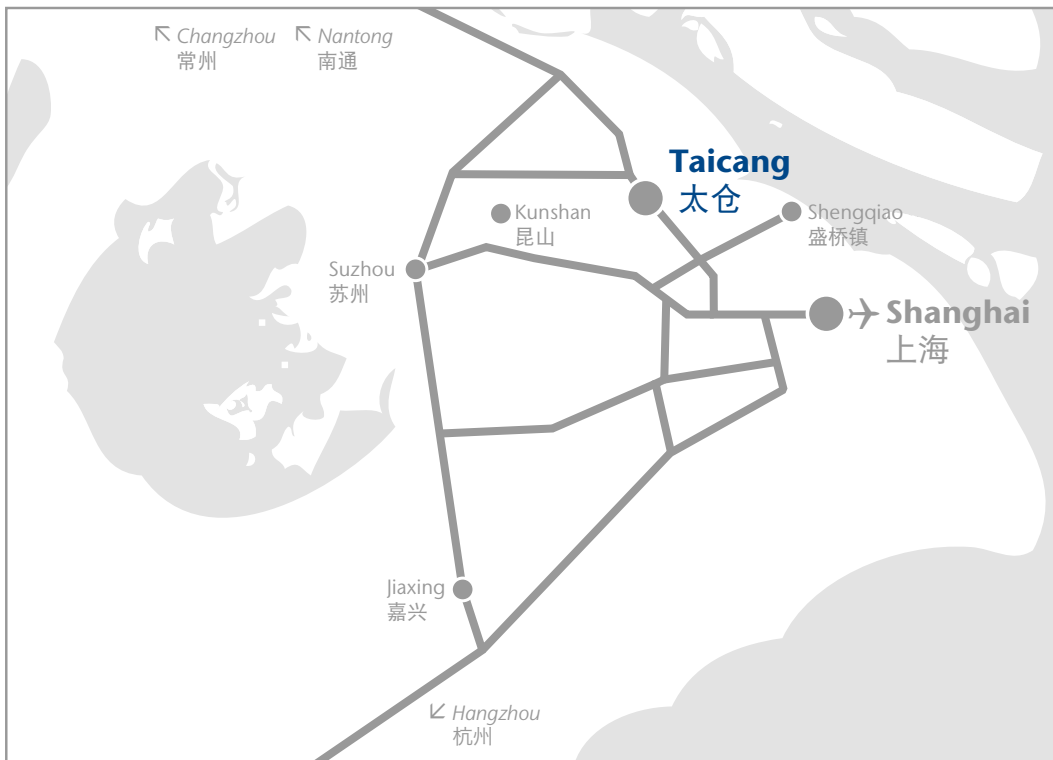 Changzhou
常州
Nantong
南通
Taicang
太仓
Kunshan
昆山
Shengqiao
盛桥镇
Suzhou
苏州
Shanghai
上海
Jiaxing
嘉兴
Hangzhou
杭州